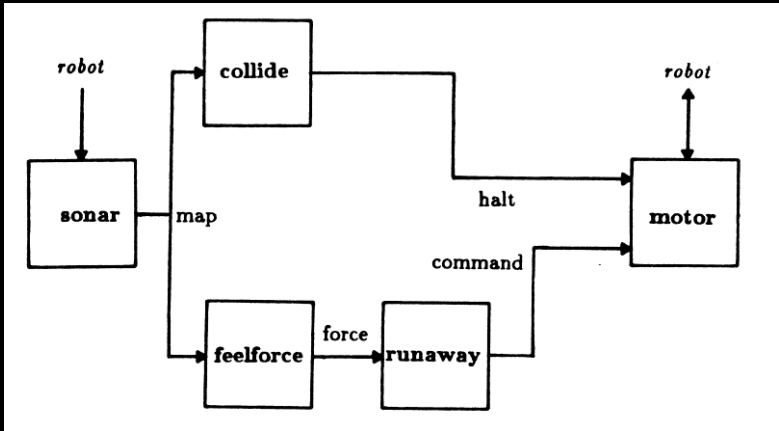 collide
robot
robot
sonar
map
halt
motor
command
force
feelforce
runaway